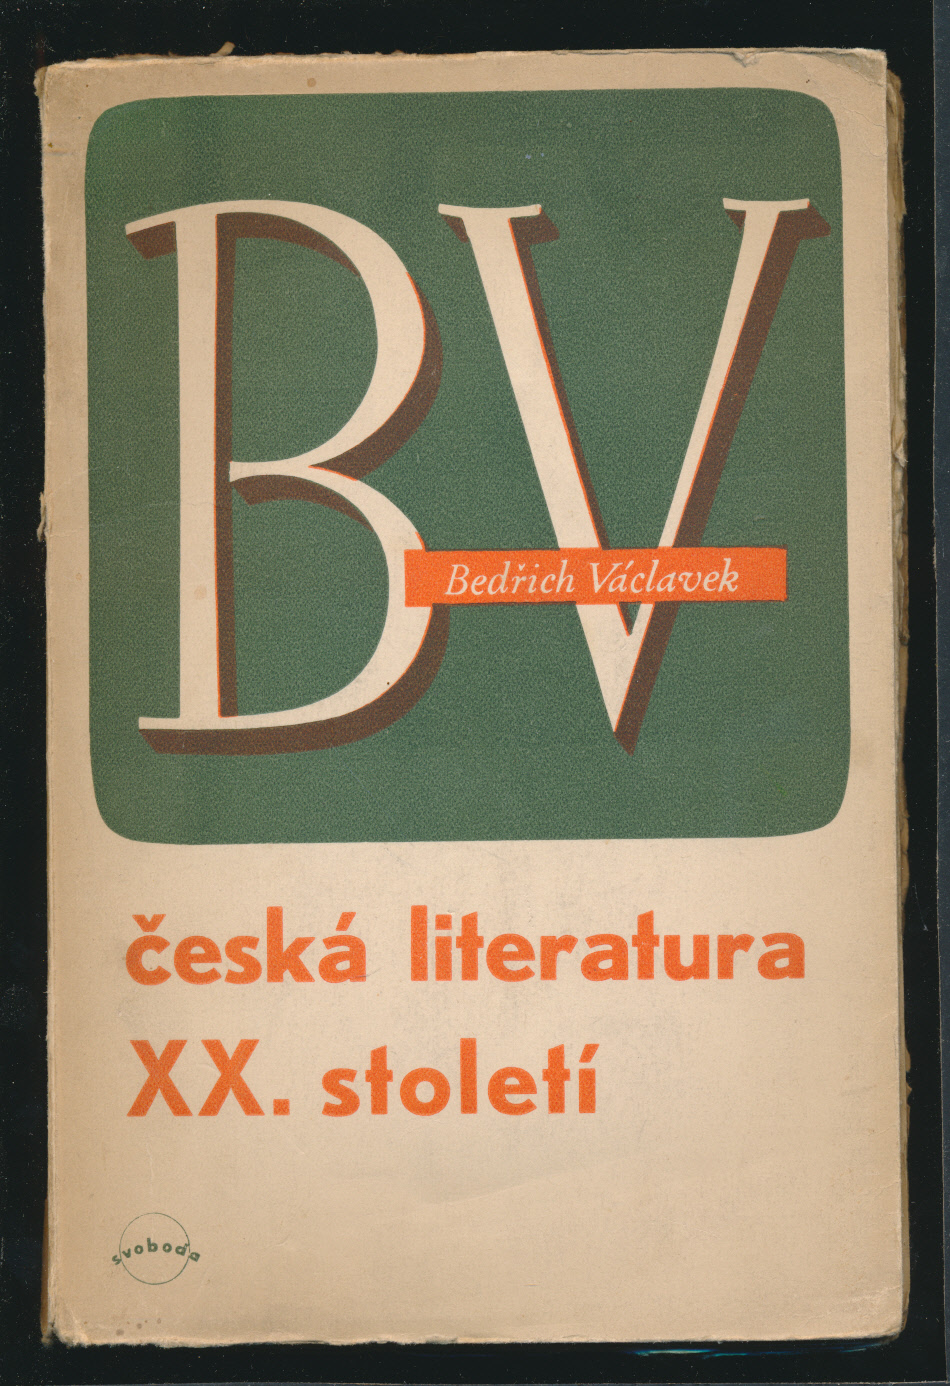 BV
Bedřich Václavek
česká literatura
XX. století
svoboda